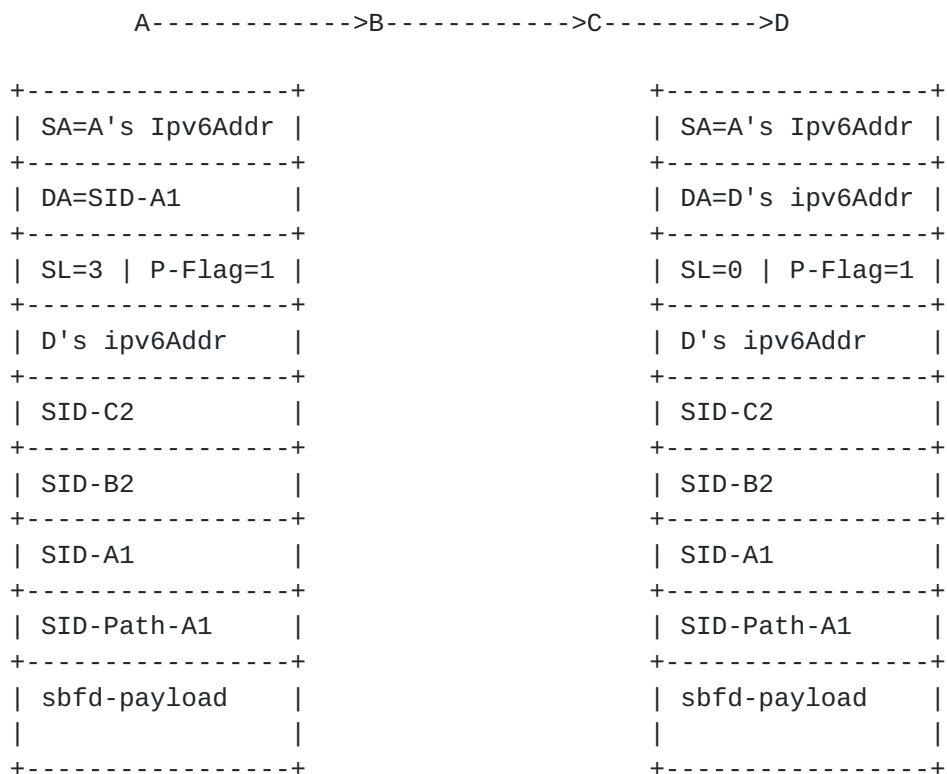 A------------->B------------>C---------->D
+-----------------+ +-----------------+
| SA=A's Ipv6Addr | | SA=A's Ipv6Addr |
+-----------------+ +-----------------+
| DA=SID-A1 | | DA=D's ipv6Addr |
+-----------------+ +-----------------+
| SL=3 | P-Flag=1 | | SL=0 | P-Flag=1 |
+-----------------+ +-----------------+
| D's ipv6Addr | | D's ipv6Addr |
+-----------------+ +-----------------+
| SID-C2 | | SID-C2 |
+-----------------+ +-----------------+
| SID-B2 | | SID-B2 |
+-----------------+ +-----------------+
| SID-A1 | | SID-A1 |
+-----------------+ +-----------------+
| SID-Path-A1 | | SID-Path-A1 |
+-----------------+ +-----------------+
| sbfd-payload | | sbfd-payload |
| | | |
+-----------------+ +-----------------+